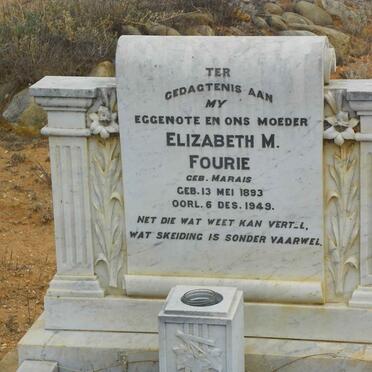 TER
GEDAGTENIS AAN
MY
EGGENOTE EN ONS MOEDER
ELIZABETH M.
FOURIE
GEB. MARAIS
GEB. 13 MEI 1893
OORL. 6 DES. 1949.
NET DIE WAT WEET KAN VERTEL,
WAT SKEIDING IS SONDER VAARWEL.